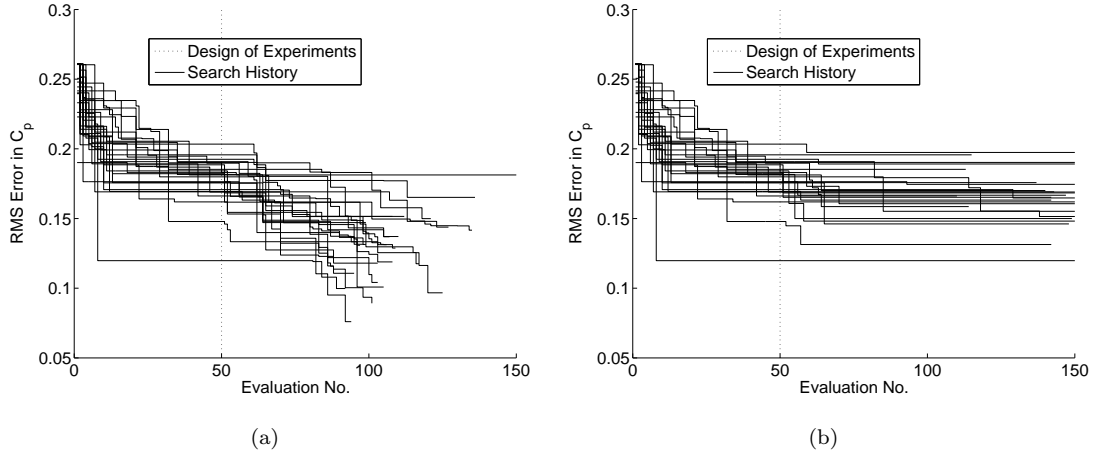 0.3
0.25
0.2
0.15
0.1
0.05
RMS Error in C_p
Design of Experiments
Search History
0
50
100
150
Evaluation No.
(a)
0.3
0.25
0.2
0.15
0.1
0.05
RMS Error in C_p
Design of Experiments
Search History
0
50
100
150
Evaluation No.
(b)